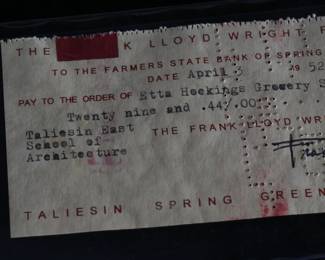 THE K LLOYD WRIGHT F
TO THE FARMERS STATE BANK OF SPRING
DATE April 3 1952
PAY TO THE ORDER OF Etta Hockings Grocery S
Twenty nine and .44/.00
Taliesin East THE FRANK LLOYD WR
School of
Architecture
TALIESIN SPRING GREEN